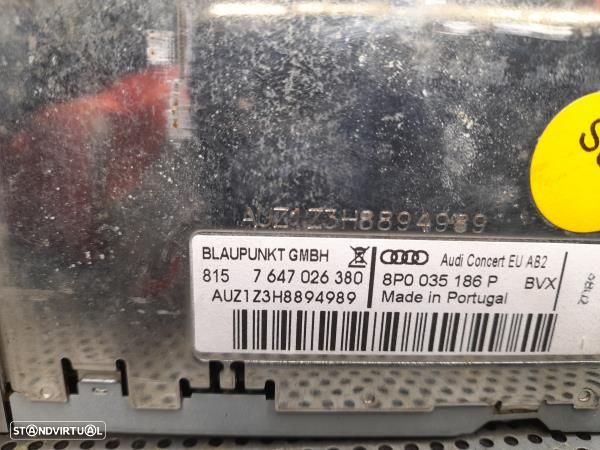 AUZ1Z3H8894989
BLAUPUNKT GMBH
815 7 647 026 380
AUZ1Z3H8894989
Audi Concert EU AB2
8P0 035 186 P BVX
Made in Portugal
STANDVIRTUAL